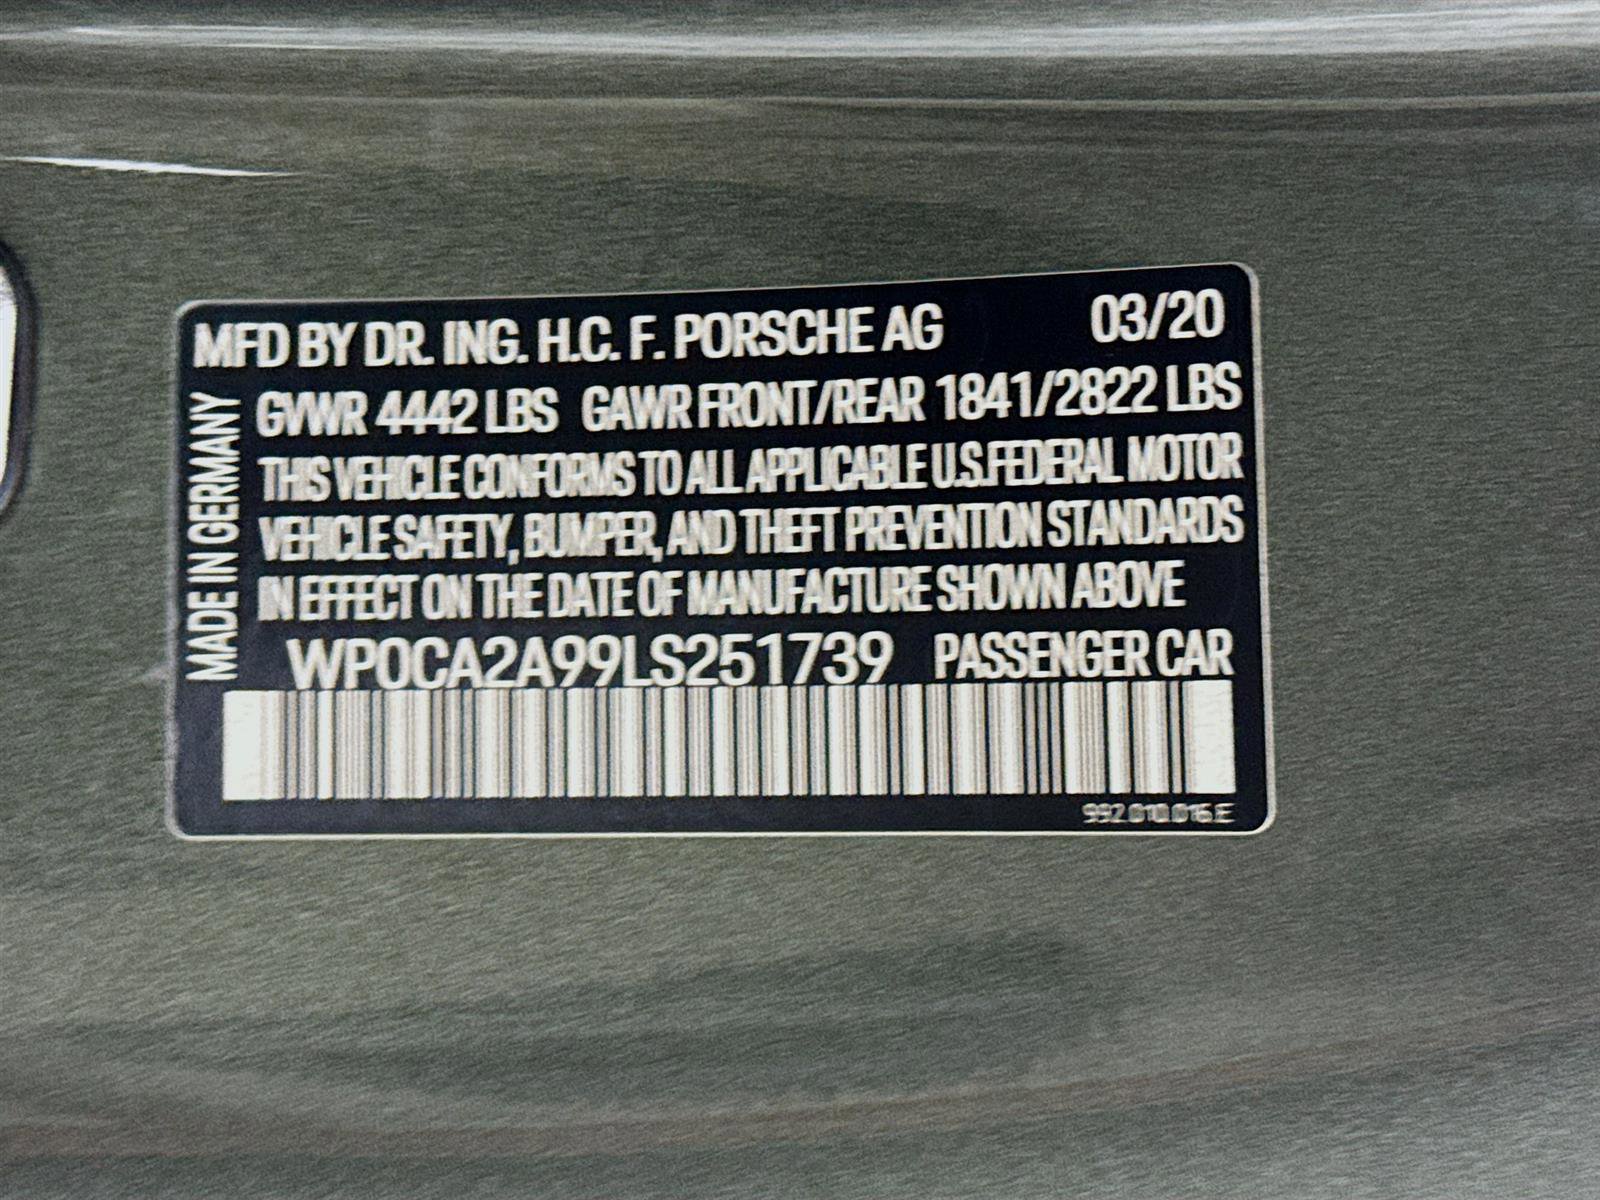 MFD BY DR. ING. H.C. F. PORSCHE AG 03/20
GVWR 4442 LBS GAWR FRONT/REAR 1841/2822 LBS
THIS VEHICLE CONFORMS TO ALL APPLICABLE U.S.FEDERAL MOTOR
VEHICLE SAFETY, BUMPER, AND THEFT PREVENTION STANDARDS
IN EFFECT ON THE DATE OF MANUFACTURE SHOWN ABOVE
WP0CA2A99LS251739 PASSENGER CAR
992.010.016.E
MADE IN GERMANY